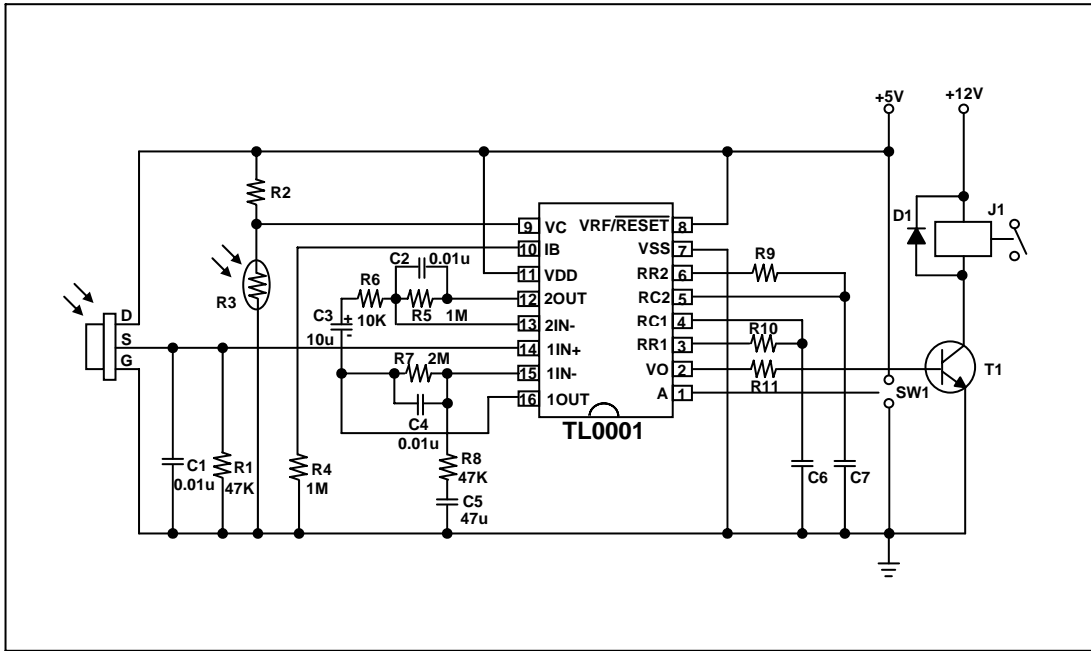 +5V
+12V
R2
D1
J1
9 VC
VRF/RESET 8
10 IB
VSS 7
C2
0.01u
R9
11 VDD
RR2 6
R6
R3
12 2OUT
RC2 5
D
C3
+
10K
R5
1M
13 2IN-
RC1 4
-
10u
S
R10
14 1IN+
RR1 3
R7
2M
G
15 1IN-
VO 2
T1
R11
16 1OUT
A 1
SW1
C4
0.01u
TL0001
C1
0.01u
R1
47K
R4
1M
R8
47K
C6
C7
C5
47u